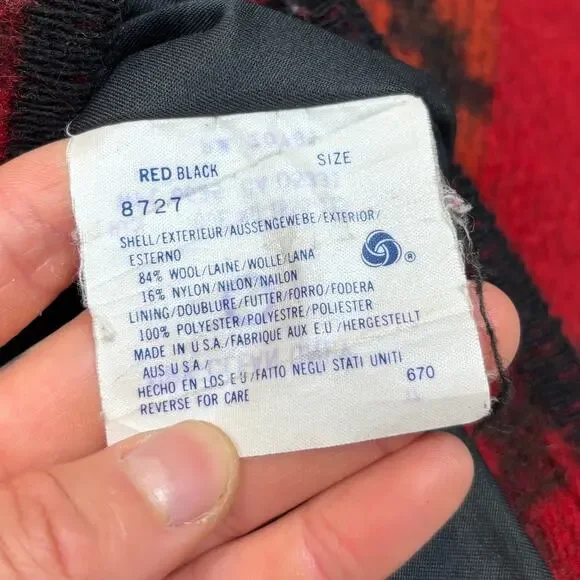 RED BLACK SIZE
8727
SHELL/EXTERIEUR/AUSSENGEWEBE/EXTERIOR/
ESTERNO
84% WOOL/LAINE/WOLLE/LANA
16% NYLON/NILON/NAILON
LINING/DOUBLURE/FUTTER/FORRO/FODERA
100% POLYESTER/POLYESTRE/POLIESTER
MADE IN U.S.A./FABRIQUE AUX E.U/HERGESTELLT
AUS U.S.A./
HECHO EN LOS E U/FATTO NEGLI STATI UNITI
670
REVERSE FOR CARE
®